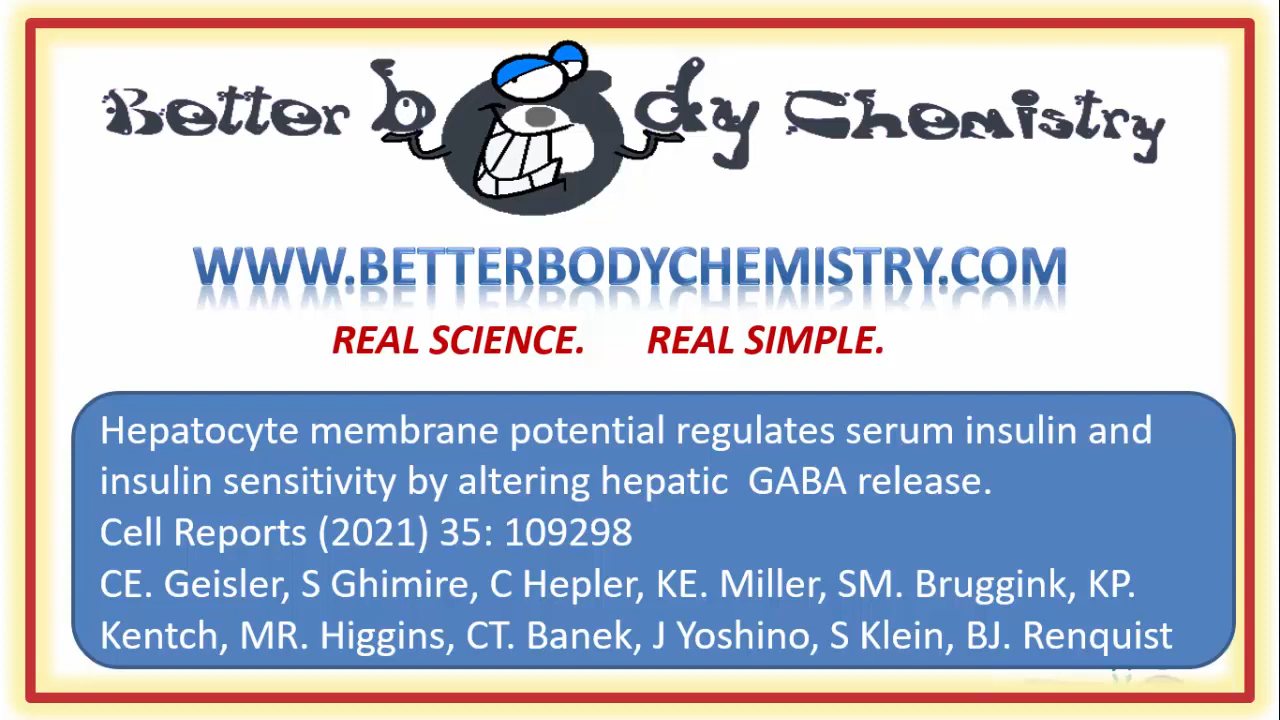 Better body Chemistry
WWW.BETTERBODYCHEMISTRY.COM
REAL SCIENCE. REAL SIMPLE.
Hepatocyte membrane potential regulates serum insulin and
insulin sensitivity by altering hepatic GABA release.
Cell Reports (2021) 35: 109298
CE. Geisler, S Ghimire, C Hepler, KE. Miller, SM. Bruggink, KP.
Kentch, MR. Higgins, CT. Banek, J Yoshino, S Klein, BJ. Renquist